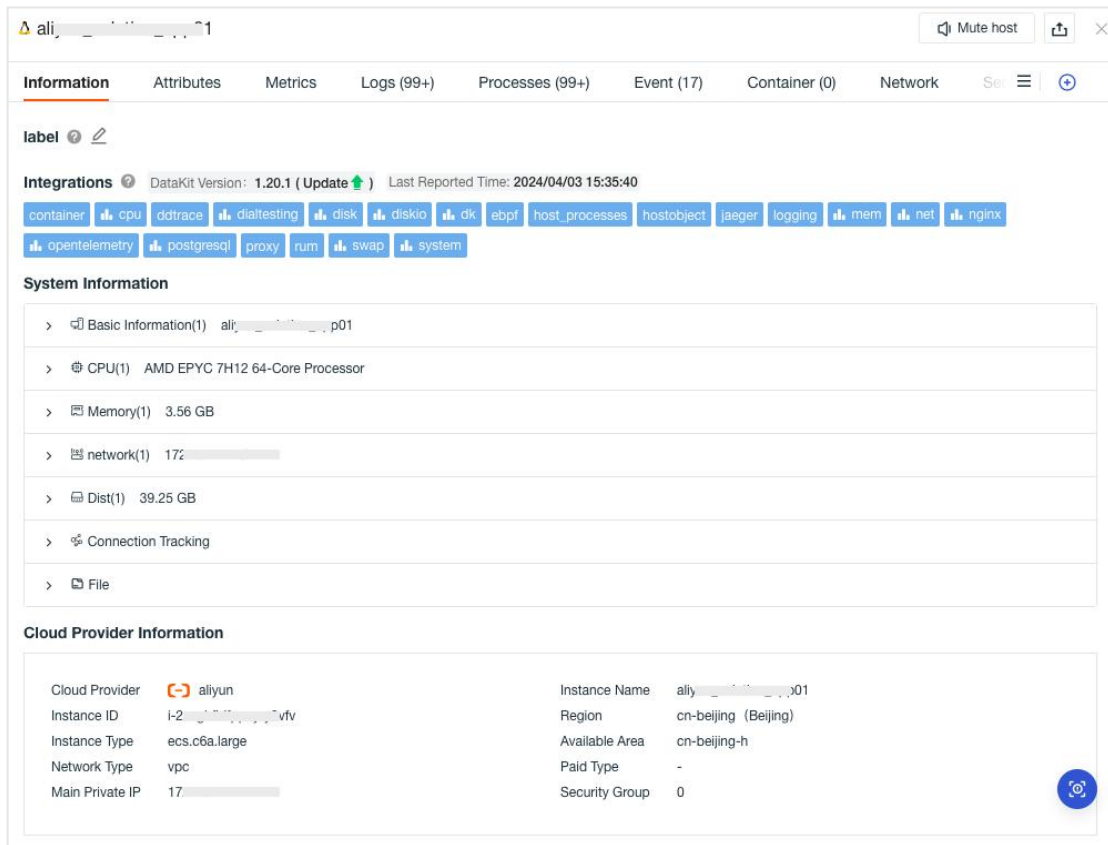 Mute host
Information Attributes Metrics Logs (99+) Processes (99+) Event (17) Container (0) Network
label
Integrations DataKit Version: 1.20.1 ( Update ) Last Reported Time: 2024/04/03 15:35:40
container cpu ddtrace dialtesting disk diskio dk ebpf host_processes hostobject jaeger logging mem net nginx
opentelemetry postgresql proxy rum swap system
System Information
Basic Information(1)
CPU(1) AMD EPYC 7H12 64-Core Processor
Memory(1) 3.56 GB
network(1)
Dist(1) 39.25 GB
Connection Tracking
File
Cloud Provider Information
Cloud Provider aliyun Instance Name
Instance ID Region cn-beijing (Beijing)
Instance Type ecs.c6a.large Available Area cn-beijing-h
Network Type vpc Paid Type -
Main Private IP Security Group 0